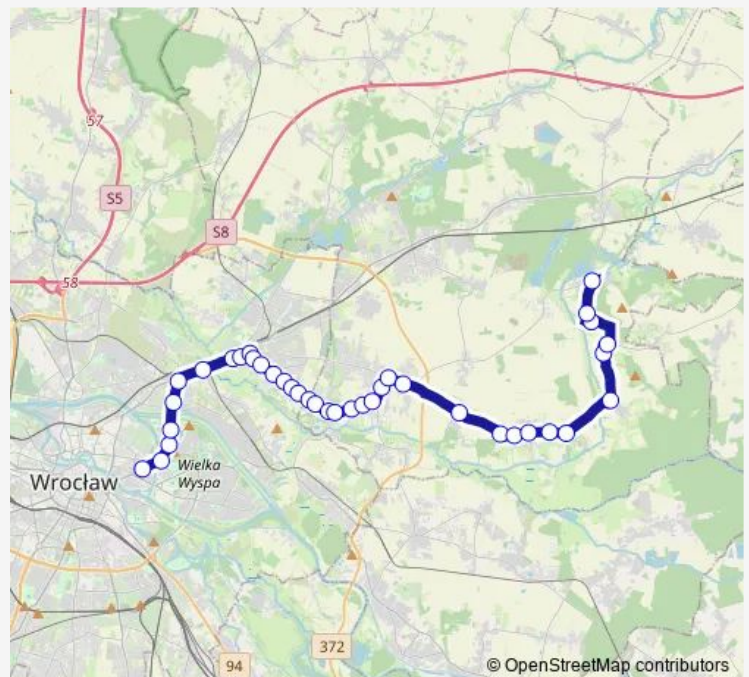 57
S5
S8
58
Wielka
Wrocław
Wyspa
372
94
© OpenStreetMap contributors